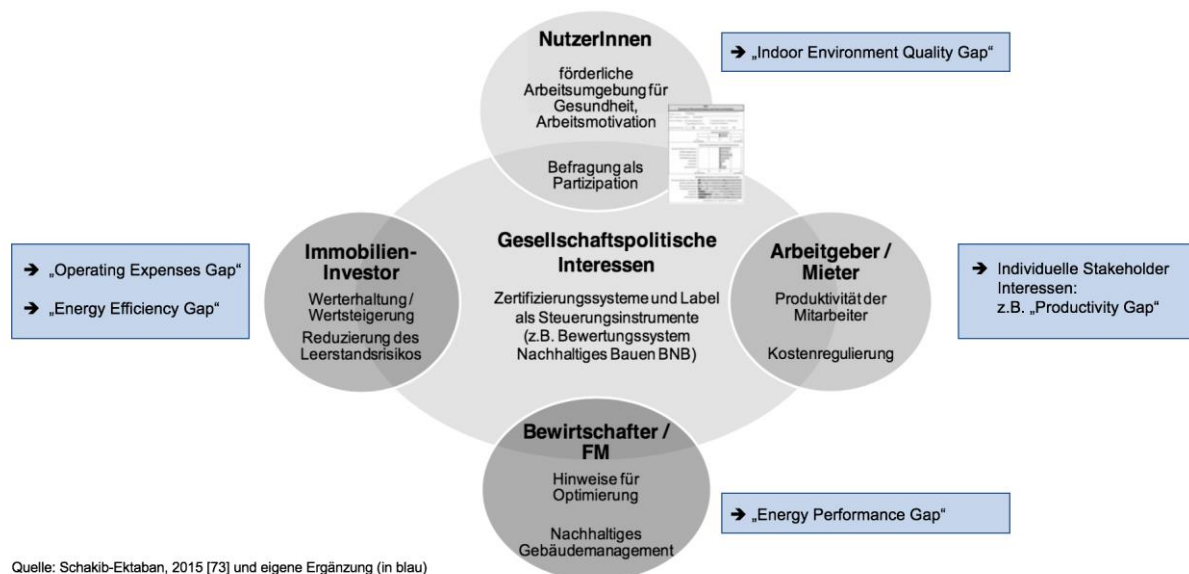 NutzerInnen
förderliche
Arbeitsumgebung für
Gesundheit,
Arbeitsmotivation
Befragung als
Partizipation
➔ „Indoor Environment Quality Gap“
➔ „Operating Expenses Gap“
➔ „Energy Efficiency Gap“
Immobilien-
Investor
Werterhaltung /
Wertsteigerung
Reduzierung des
Leerstandsrisikos
Gesellschaftspolitische
Interessen
Zertifizierungssysteme und Label
als Steuerungsinstrumente
(z.B. Bewertungssystem
Nachhaltiges Bauen BNB)
Arbeitgeber /
Mieter
Produktivität der
Mitarbeiter
Kostenregulierung
➔ Individuelle Stakeholder
Interessen:
z.B. „Productivity Gap“
Bewirtschafter /
FM
Hinweise für
Optimierung
Nachhaltiges
Gebäudemanagement
➔ „Energy Performance Gap“
Quelle: Schakib-Ektaban, 2015 [73] und eigene Ergänzung (in blau)